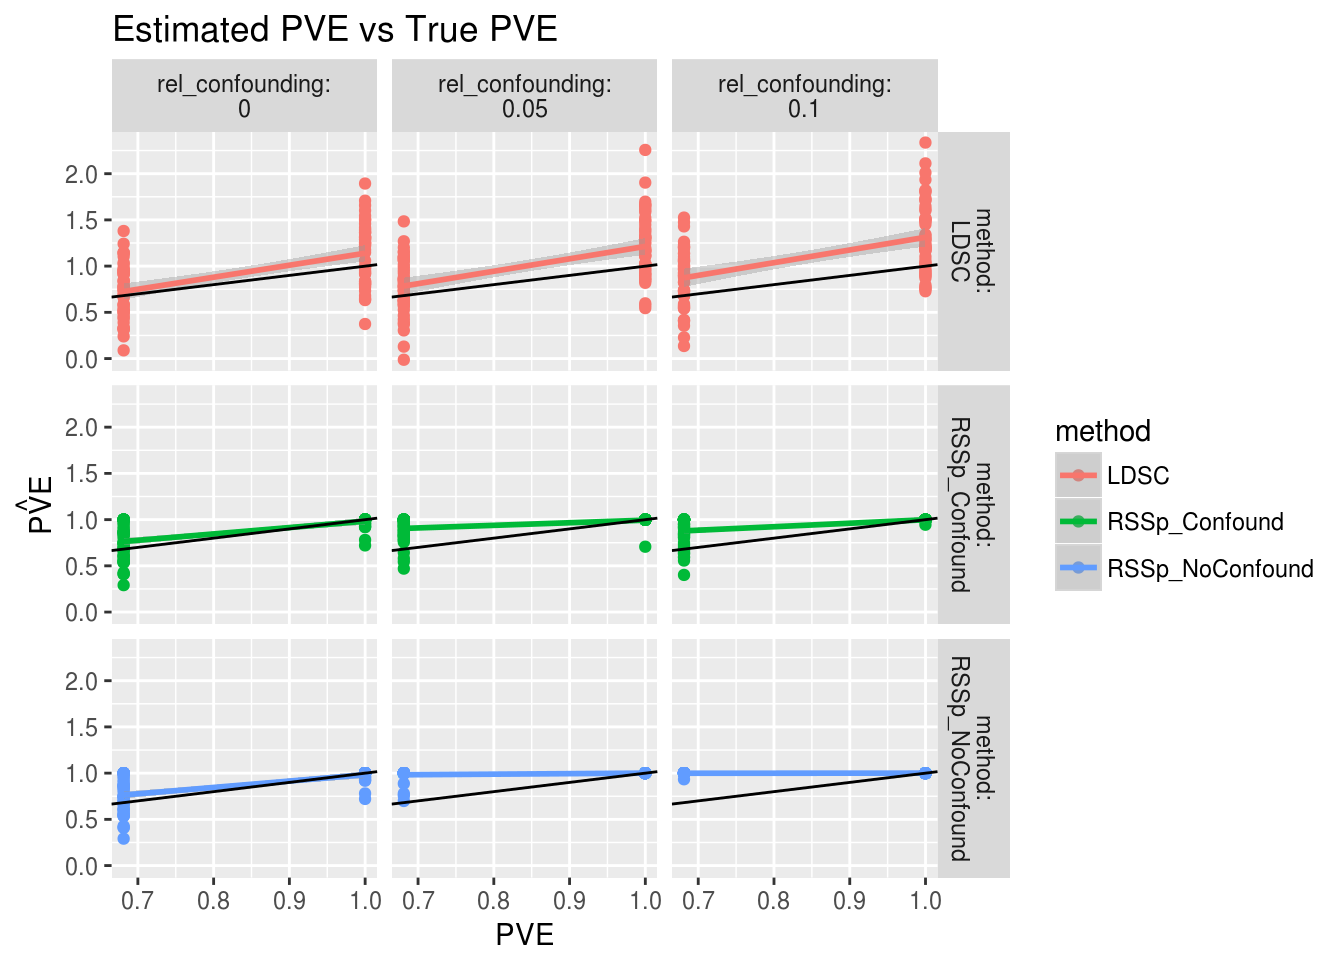 Estimated PVE vs True PVE
rel_confounding:
0
rel_confounding:
0.05
rel_confounding:
0.1
2.0
1.5
1.0
0.5
0.0
method:
LDSC
2.0
1.5
1.0
0.5
0.0
method:
RSSp_Confound
2.0
1.5
1.0
0.5
0.0
method:
RSSp_NoConfound
PV̂E
0.7 0.8 0.9 1.0
0.7 0.8 0.9 1.0
0.7 0.8 0.9 1.0
PVE
method
LDSC
RSSp_Confound
RSSp_NoConfound